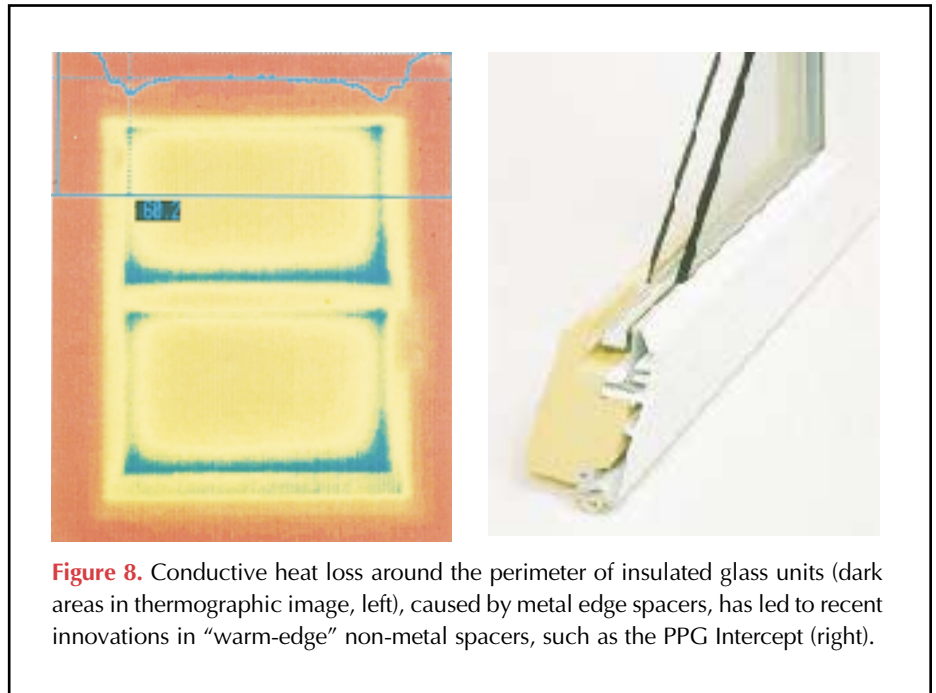 60.2
Figure 8. Conductive heat loss around the perimeter of insulated glass units (dark
areas in thermographic image, left), caused by metal edge spacers, has led to recent
innovations in “warm-edge” non-metal spacers, such as the PPG Intercept (right).